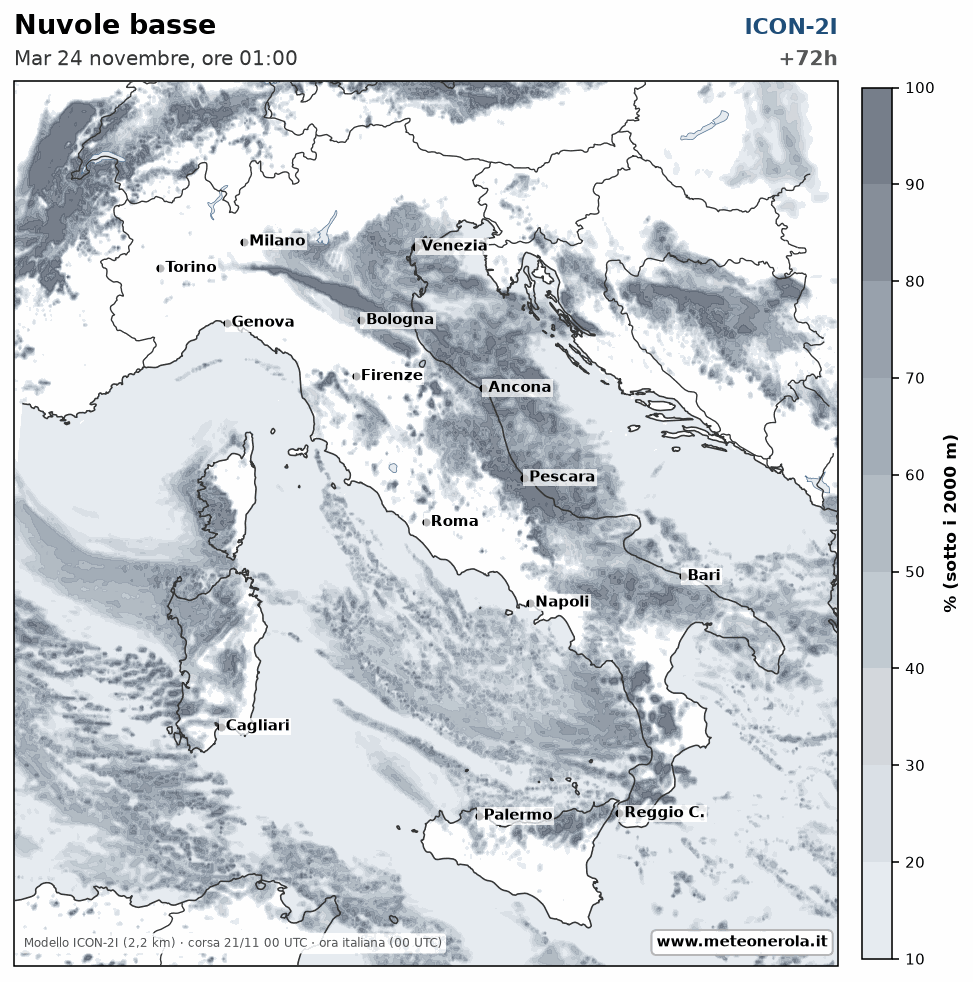 Nuvole basse
ICON-2I
Mar 24 novembre, ore 01:00
+72h
Milano
Venezia
Torino
Genova
Bologna
Firenze
Ancona
Pescara
Roma
Bari
Napoli
Cagliari
Palermo
Reggio C.
Modello ICON-2I (2,2 km) · corsa 21/11 00 UTC · ora italiana (00 UTC)
www.meteonerola.it
100
90
80
70
60
50
40
30
20
10
% (sotto i 2000 m)